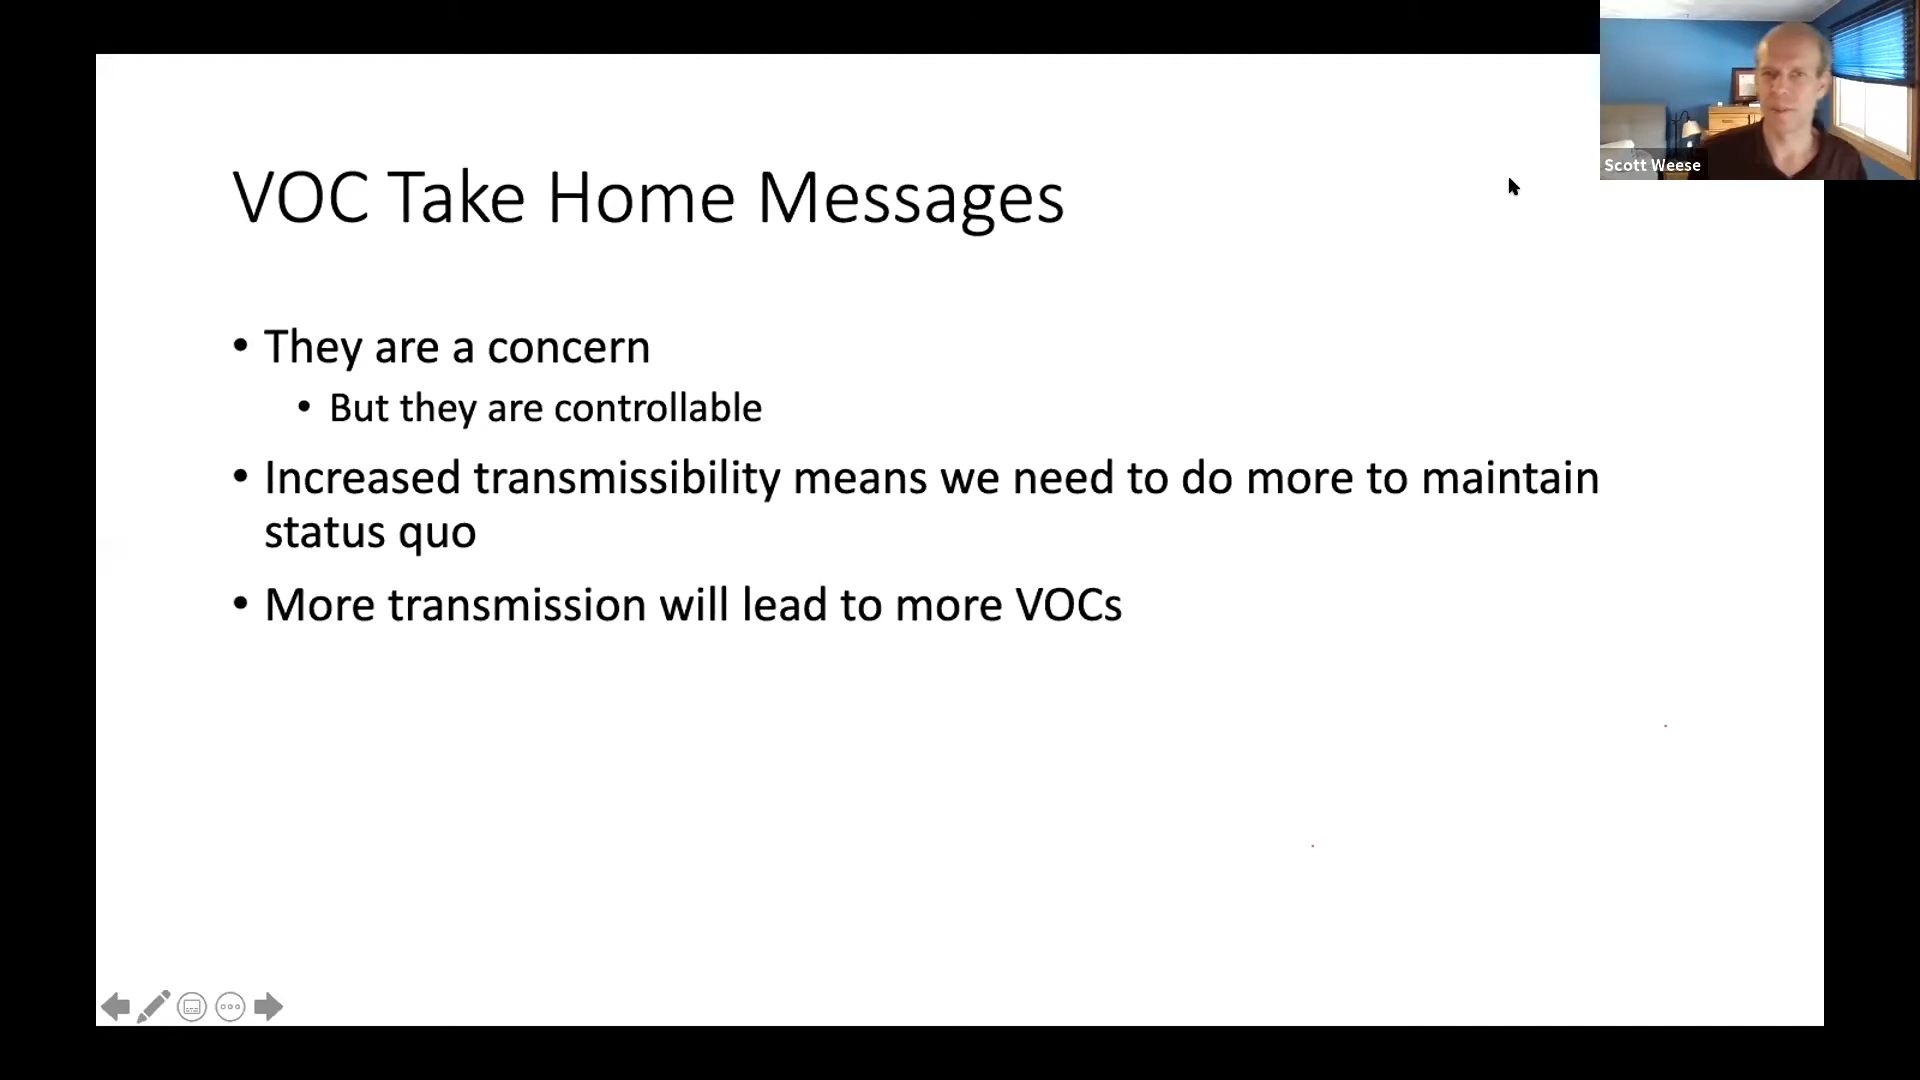 Scott Weese
VOC Take Home Messages
• They are a concern
• But they are controllable
• Increased transmissibility means we need to do more to maintain
status quo
• More transmission will lead to more VOCs